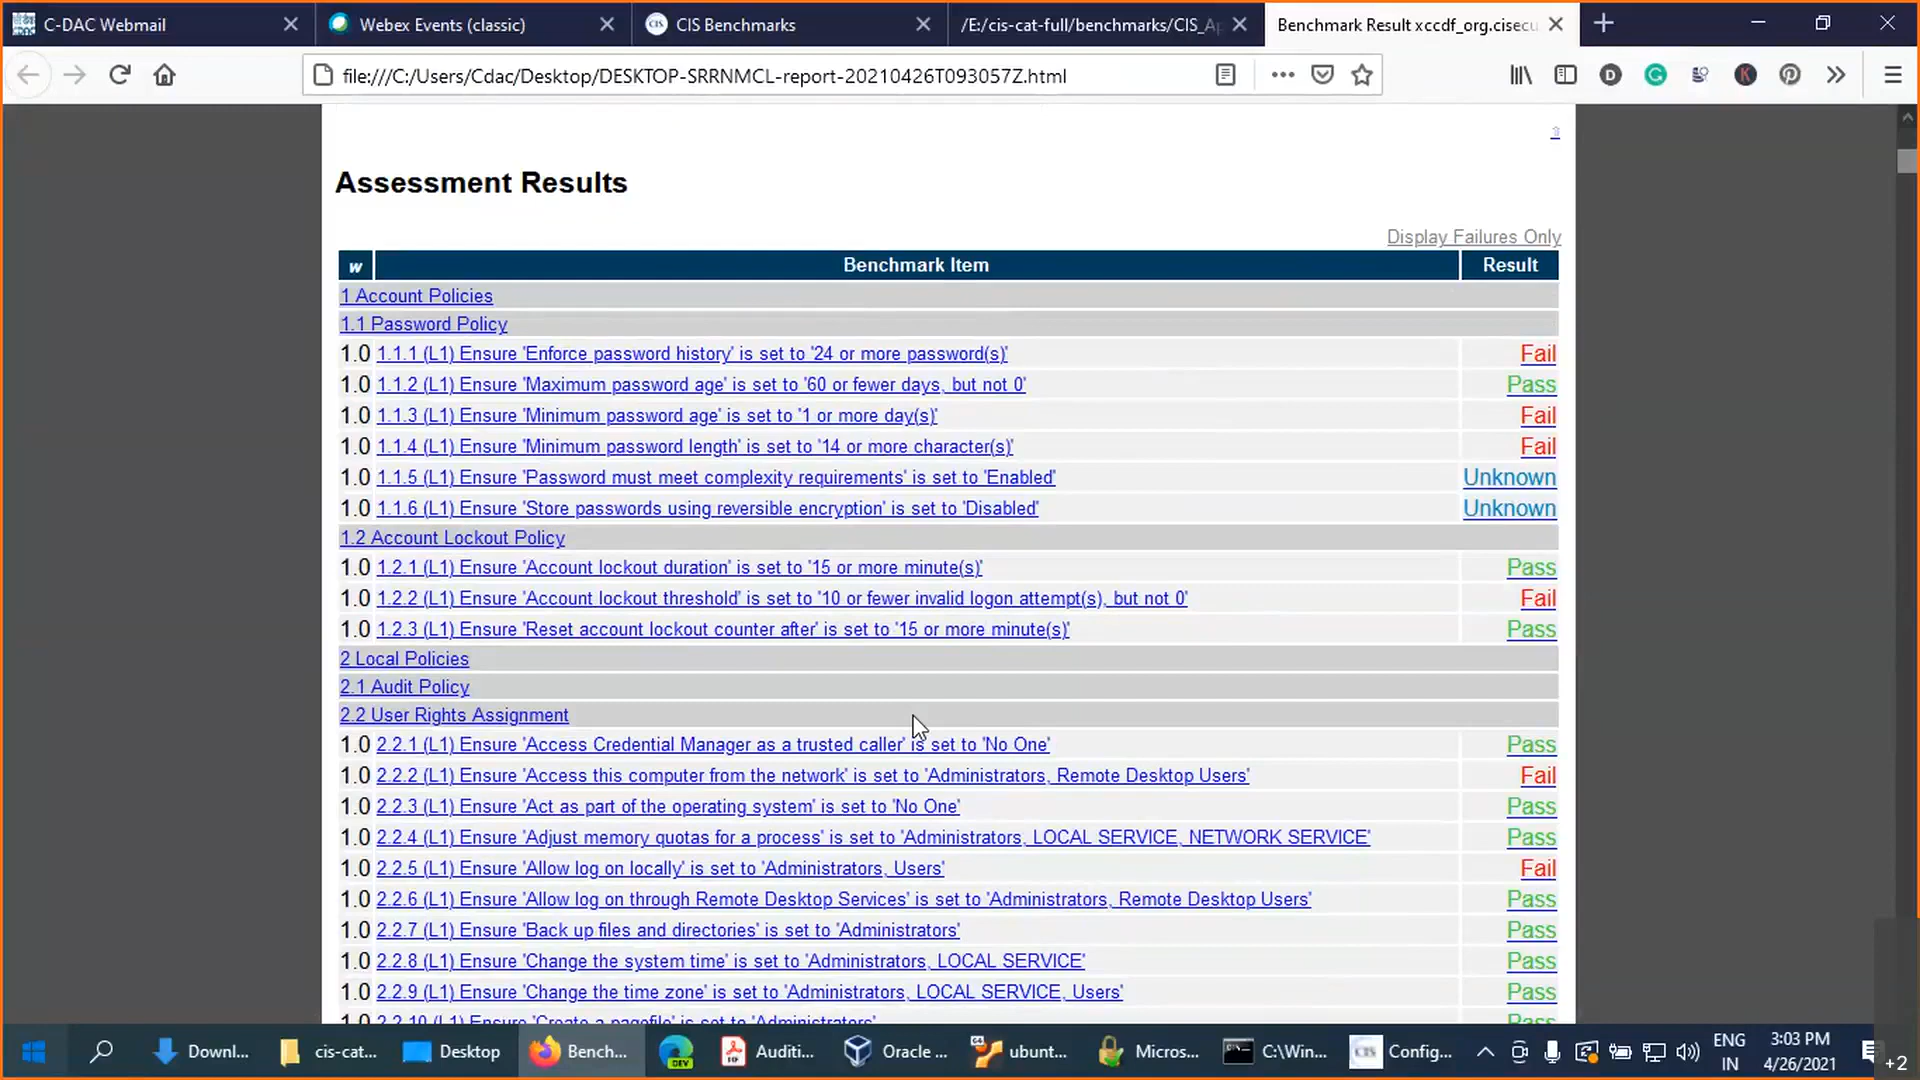 C-DAC Webmail
Webex Events (classic)
CIS Benchmarks
/E:/cis-cat-full/benchmarks/CIS_Ap
Benchmark Result xccdf_org.cisecu
file:///C:/Users/Cdac/Desktop/DESKTOP-SRRNMCL-report-20210426T093057Z.html
Assessment Results
Display Failures Only
w Benchmark Item Result
1 Account Policies
1.1 Password Policy
1.0 1.1.1 (L1) Ensure 'Enforce password history' is set to '24 or more password(s)' Fail
1.0 1.1.2 (L1) Ensure 'Maximum password age' is set to '60 or fewer days, but not 0' Pass
1.0 1.1.3 (L1) Ensure 'Minimum password age' is set to '1 or more day(s)' Fail
1.0 1.1.4 (L1) Ensure 'Minimum password length' is set to '14 or more character(s)' Fail
1.0 1.1.5 (L1) Ensure 'Password must meet complexity requirements' is set to 'Enabled' Unknown
1.0 1.1.6 (L1) Ensure 'Store passwords using reversible encryption' is set to 'Disabled' Unknown
1.2 Account Lockout Policy
1.0 1.2.1 (L1) Ensure 'Account lockout duration' is set to '15 or more minute(s)' Pass
1.0 1.2.2 (L1) Ensure 'Account lockout threshold' is set to '10 or fewer invalid logon attempt(s), but not 0' Fail
1.0 1.2.3 (L1) Ensure 'Reset account lockout counter after' is set to '15 or more minute(s)' Pass
2 Local Policies
2.1 Audit Policy
2.2 User Rights Assignment
1.0 2.2.1 (L1) Ensure 'Access Credential Manager as a trusted caller' is set to 'No One' Pass
1.0 2.2.2 (L1) Ensure 'Access this computer from the network' is set to 'Administrators, Remote Desktop Users' Fail
1.0 2.2.3 (L1) Ensure 'Act as part of the operating system' is set to 'No One' Pass
1.0 2.2.4 (L1) Ensure 'Adjust memory quotas for a process' is set to 'Administrators, LOCAL SERVICE, NETWORK SERVICE' Pass
1.0 2.2.5 (L1) Ensure 'Allow log on locally' is set to 'Administrators, Users' Fail
1.0 2.2.6 (L1) Ensure 'Allow log on through Remote Desktop Services' is set to 'Administrators, Remote Desktop Users' Pass
1.0 2.2.7 (L1) Ensure 'Back up files and directories' is set to 'Administrators' Pass
1.0 2.2.8 (L1) Ensure 'Change the system time' is set to 'Administrators, LOCAL SERVICE' Pass
1.0 2.2.9 (L1) Ensure 'Change the time zone' is set to 'Administrators, LOCAL SERVICE, Users' Pass
1.0 2.2.10 (L1) Ensure 'Create a pagefile' is set to 'Administrators' Pass
Downl... cis-cat... Desktop Bench... DEV Auditi... Oracle ... ubunt... Micros... C:\Win... CIS Config... ENG 3:03 PM
IN 4/26/2021
+2